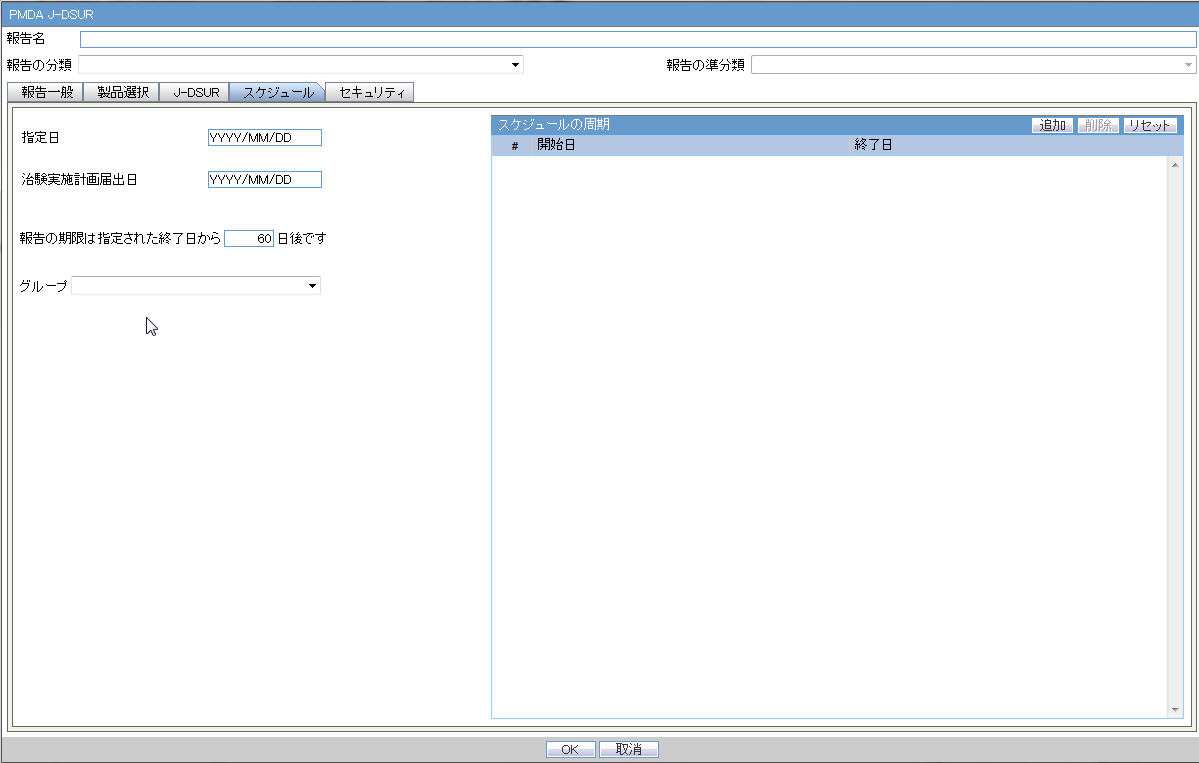 PMDA J-DSUR
報告名
報告の分類 報告の準分類
報告一般 製品選択 J-DSUR スケジュール セキュリティ
スケジュールの周期 追加 削除 リセット
# 開始日 終了日
指定日 YYYY/MM/DD
治験実施計画届出日 YYYY/MM/DD
報告の期限は指定された終了日から 60 日後です
グループ
OK 取消